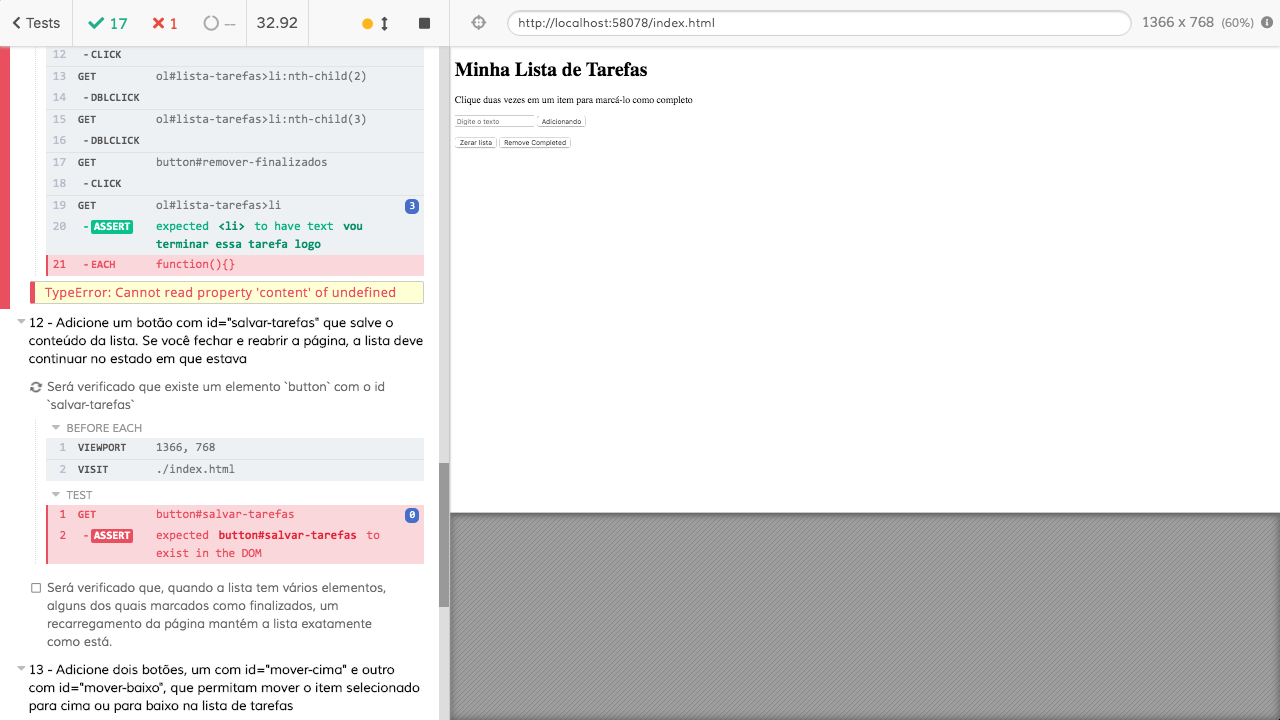 Tests 17 1 -- 32.92 http://localhost:58078/index.html 1366 x 768 (60%)
12 - CLICK
13 GET ol#lista-tarefas>li:nth-child(2)
14 - DBLCLICK
15 GET ol#lista-tarefas>li:nth-child(3)
16 - DBLCLICK
17 GET button#remover-finalizados
18 - CLICK
19 GET ol#lista-tarefas>li 3
20 - ASSERT expected <li> to have text vou
terminar essa tarefa logo
21 - EACH function(){}
TypeError: Cannot read property 'content' of undefined
12 - Adicione um botão com id="salvar-tarefas" que salve o
conteúdo da lista. Se você fechar e reabrir a página, a lista deve
continuar no estado em que estava
Será verificado que existe um elemento `button` com o id
`salvar-tarefas`
BEFORE EACH
1 VIEWPORT 1366, 768
2 VISIT ./index.html
TEST
1 GET button#salvar-tarefas 0
2 - ASSERT expected button#salvar-tarefas to
exist in the DOM
Será verificado que, quando a lista tem vários elementos,
alguns dos quais marcados como finalizados, um
recarregamento da página mantém a lista exatamente
como está.
13 - Adicione dois botões, um com id="mover-cima" e outro
com id="mover-baixo", que permitam mover o item selecionado
para cima ou para baixo na lista de tarefas
Minha Lista de Tarefas
Clique duas vezes em um item para marcá-lo como completo
Digite o texto Adicionando
Zerar lista Remove Completed